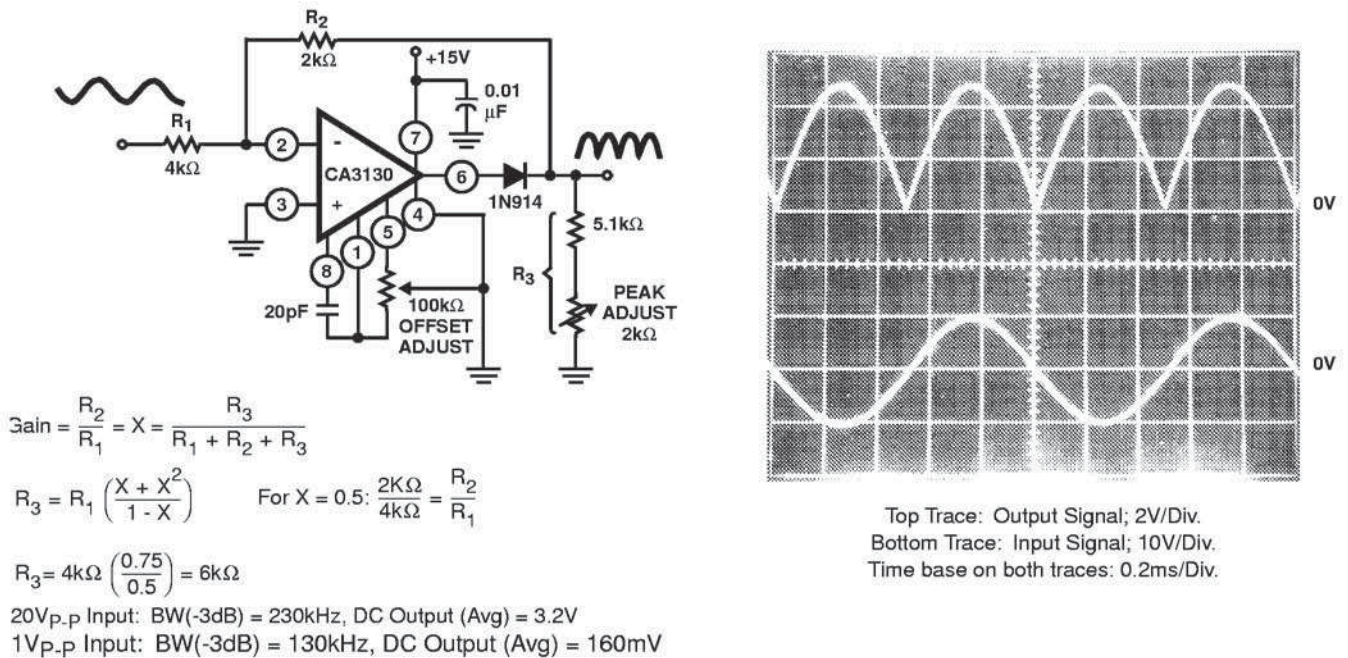 R2
2kΩ
+15V
0.01
μF
R1
4kΩ
2
-
7
CA3130
6
1N914
3
+
4
5
1
8
5.1kΩ
R3
20pF
100kΩ
OFFSET
ADJUST
PEAK
ADJUST
2kΩ
0V
0V
Gain = R2/R1 = X = R3/(R1 + R2 + R3)
R3 = R1 ((X + X²)/(1 - X)) For X = 0.5: 2KΩ/4kΩ = R2/R1
R3= 4kΩ (0.75/0.5) = 6kΩ
20VP-P Input: BW(-3dB) = 230kHz, DC Output (Avg) = 3.2V
1VP-P Input: BW(-3dB) = 130kHz, DC Output (Avg) = 160mV
Top Trace: Output Signal; 2V/Div.
Bottom Trace: Input Signal; 10V/Div.
Time base on both traces: 0.2ms/Div.